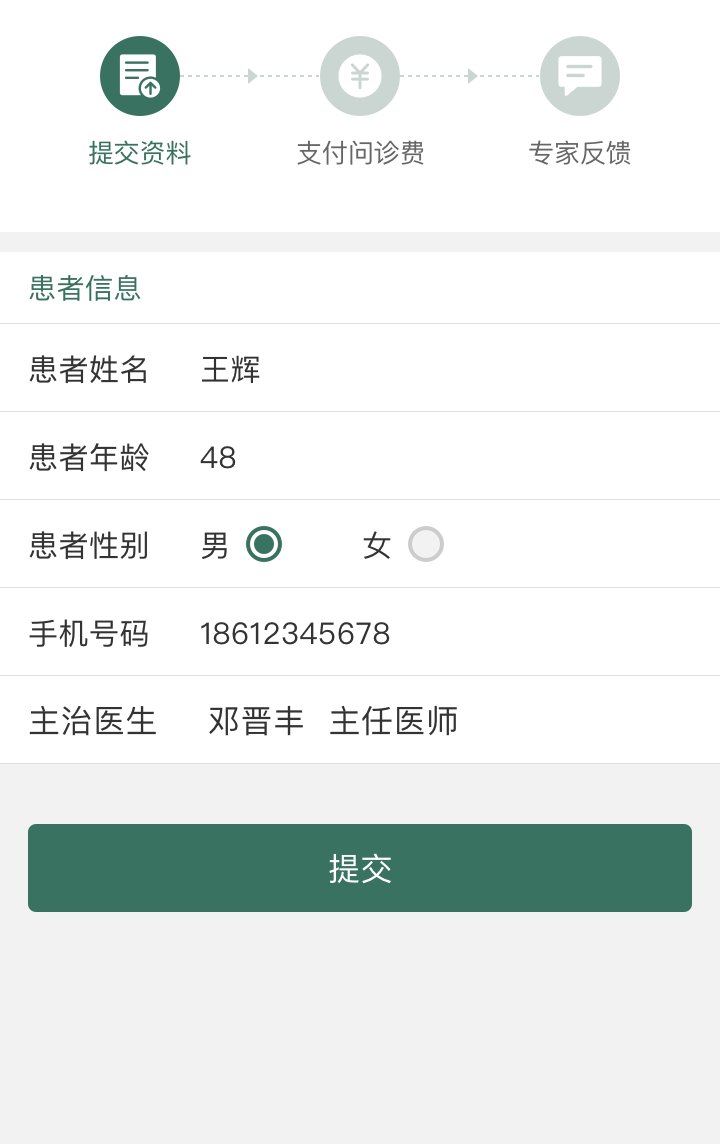 提交资料 支付问诊费 专家反馈
患者信息
患者姓名 王辉
患者年龄 48
患者性别 男 女
手机号码 18612345678
主治医生 邓晋丰 主任医师
提交